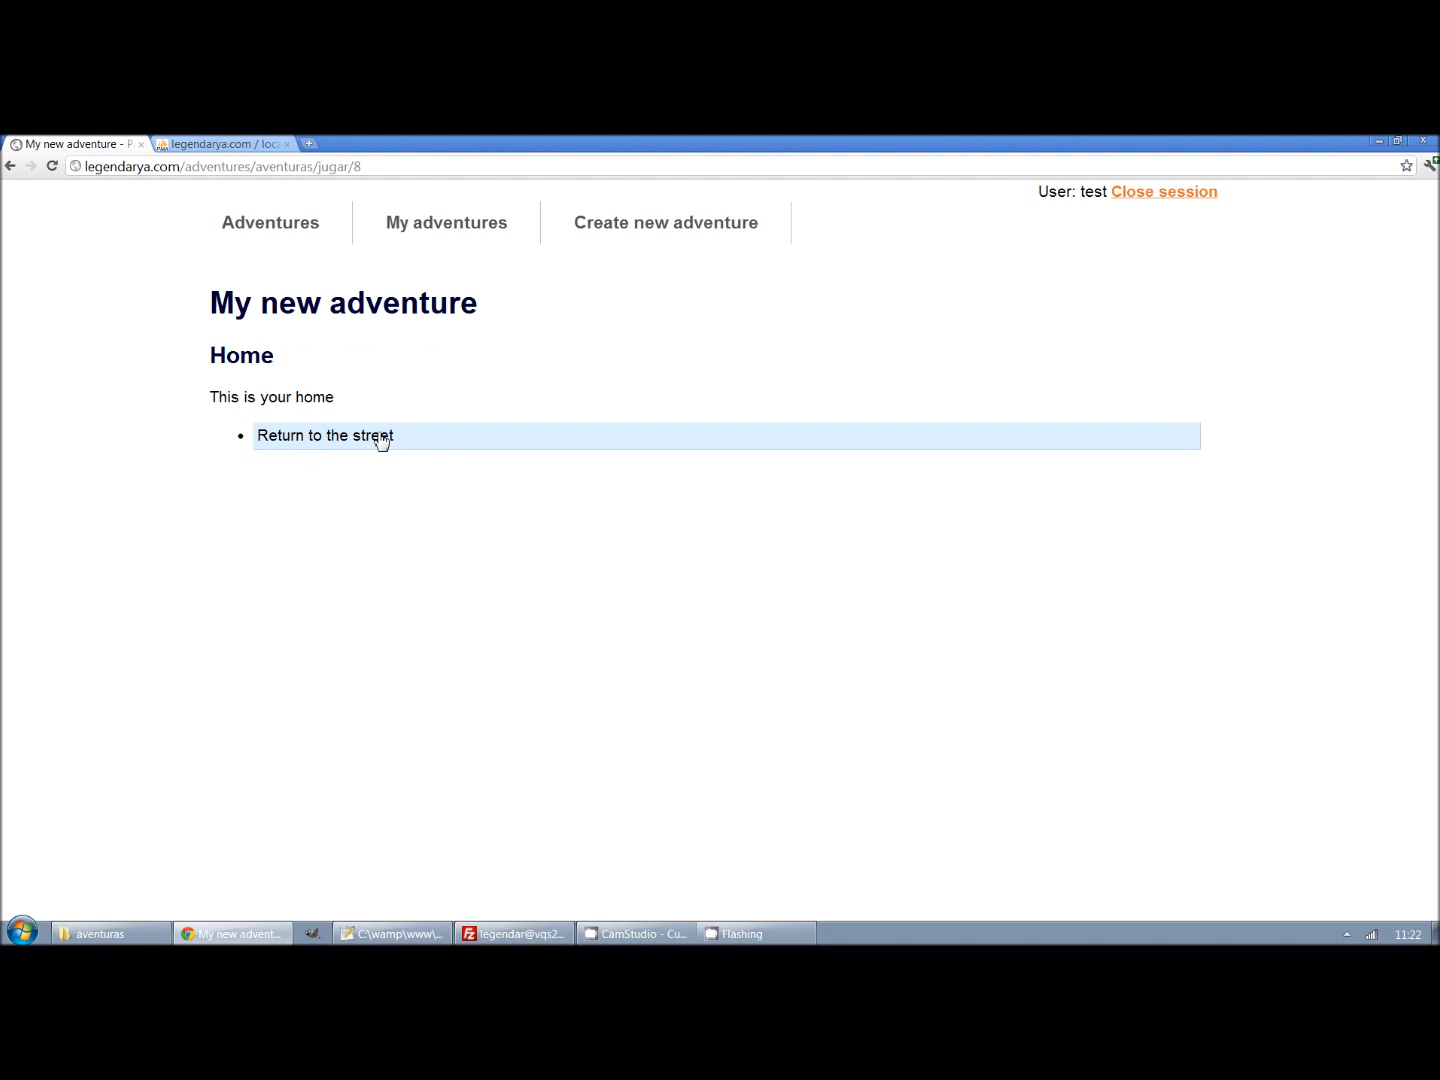 My new adventure - P
legendarya.com / loca
legendarya.com/adventures/aventuras/jugar/8
User: test Close session
Adventures
My adventures
Create new adventure
My new adventure
Home
This is your home
Return to the street
aventuras
My new advent...
C:\wamp\www\...
legendar@vqs2...
CamStudio - Cu...
Flashing
11:22